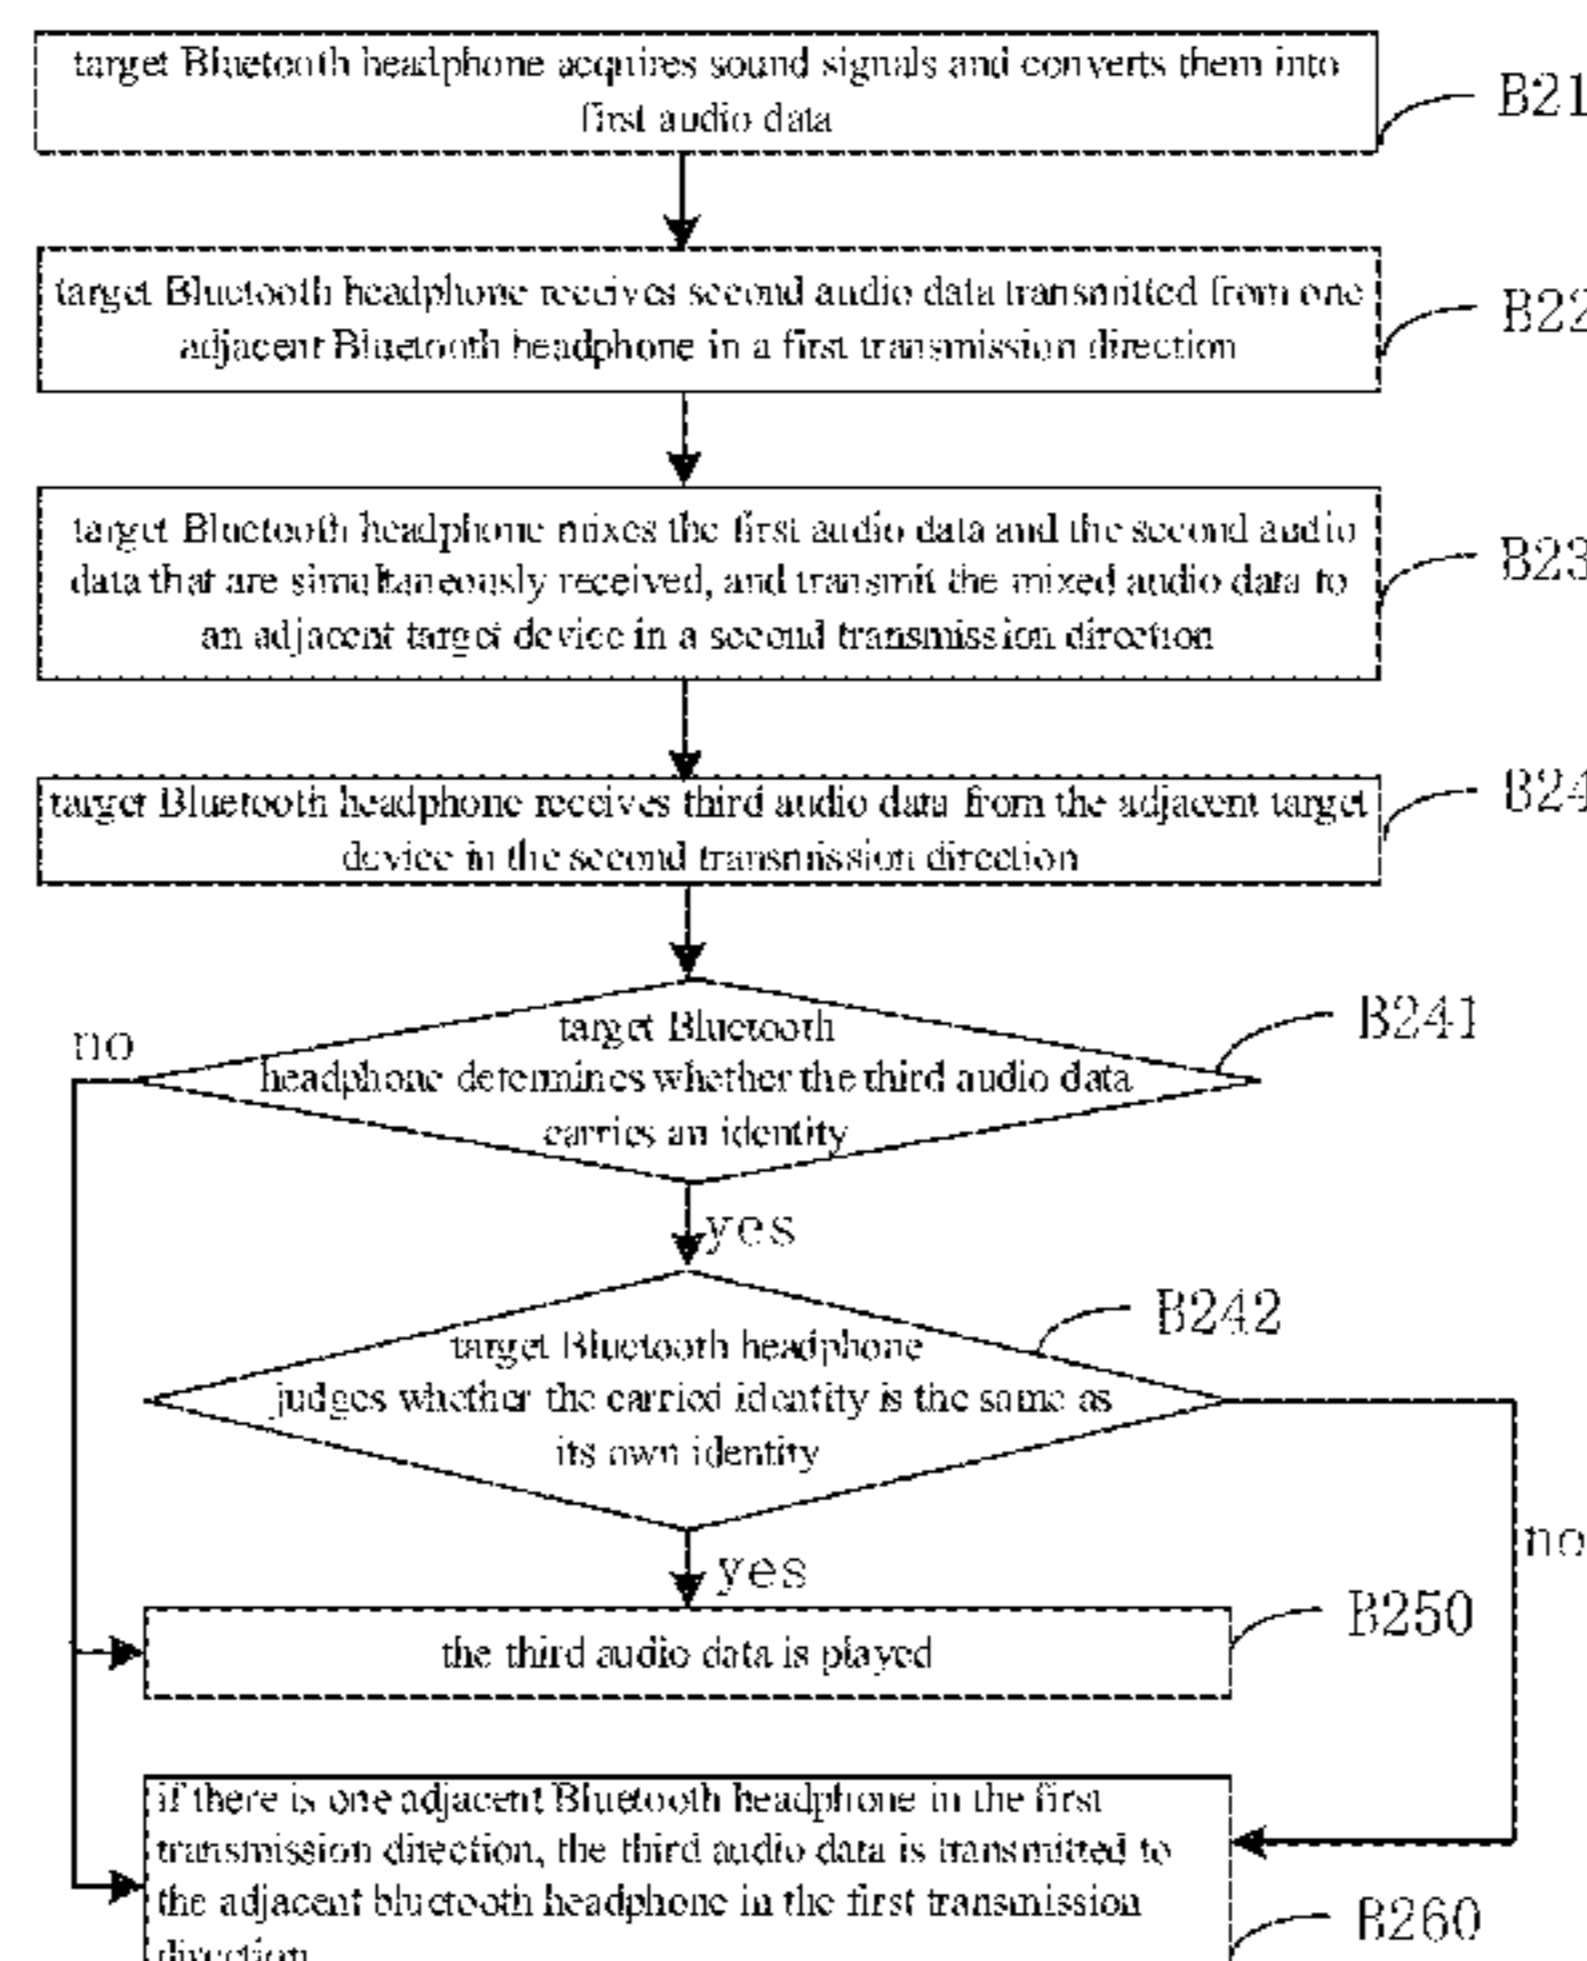 target Bluetooth headphone acquires sound signals and converts them into
first audio data
B21
target Bluetooth headphone receives second audio data transmitted from one
adjacent Bluetooth headphone in a first transmission direction
B22
target Bluetooth headphone mixes the first audio data and the second audio
data that are simultaneously received, and transmit the mixed audio data to
an adjacent target device in a second transmission direction
B23
target Bluetooth headphone receives third audio data from the adjacent target
device in the second transmission direction
B24
target Bluetooth
headphone determines whether the third audio data
carries an identity
B241
no
yes
target Bluetooth headphone
judges whether the carried identity is the same as
its own identity
B242
no
yes
the third audio data is played
B250
if there is one adjacent Bluetooth headphone in the first
transmission direction, the third audio data is transmitted to
the adjacent bluetooth headphone in the first transmission
direction
B260